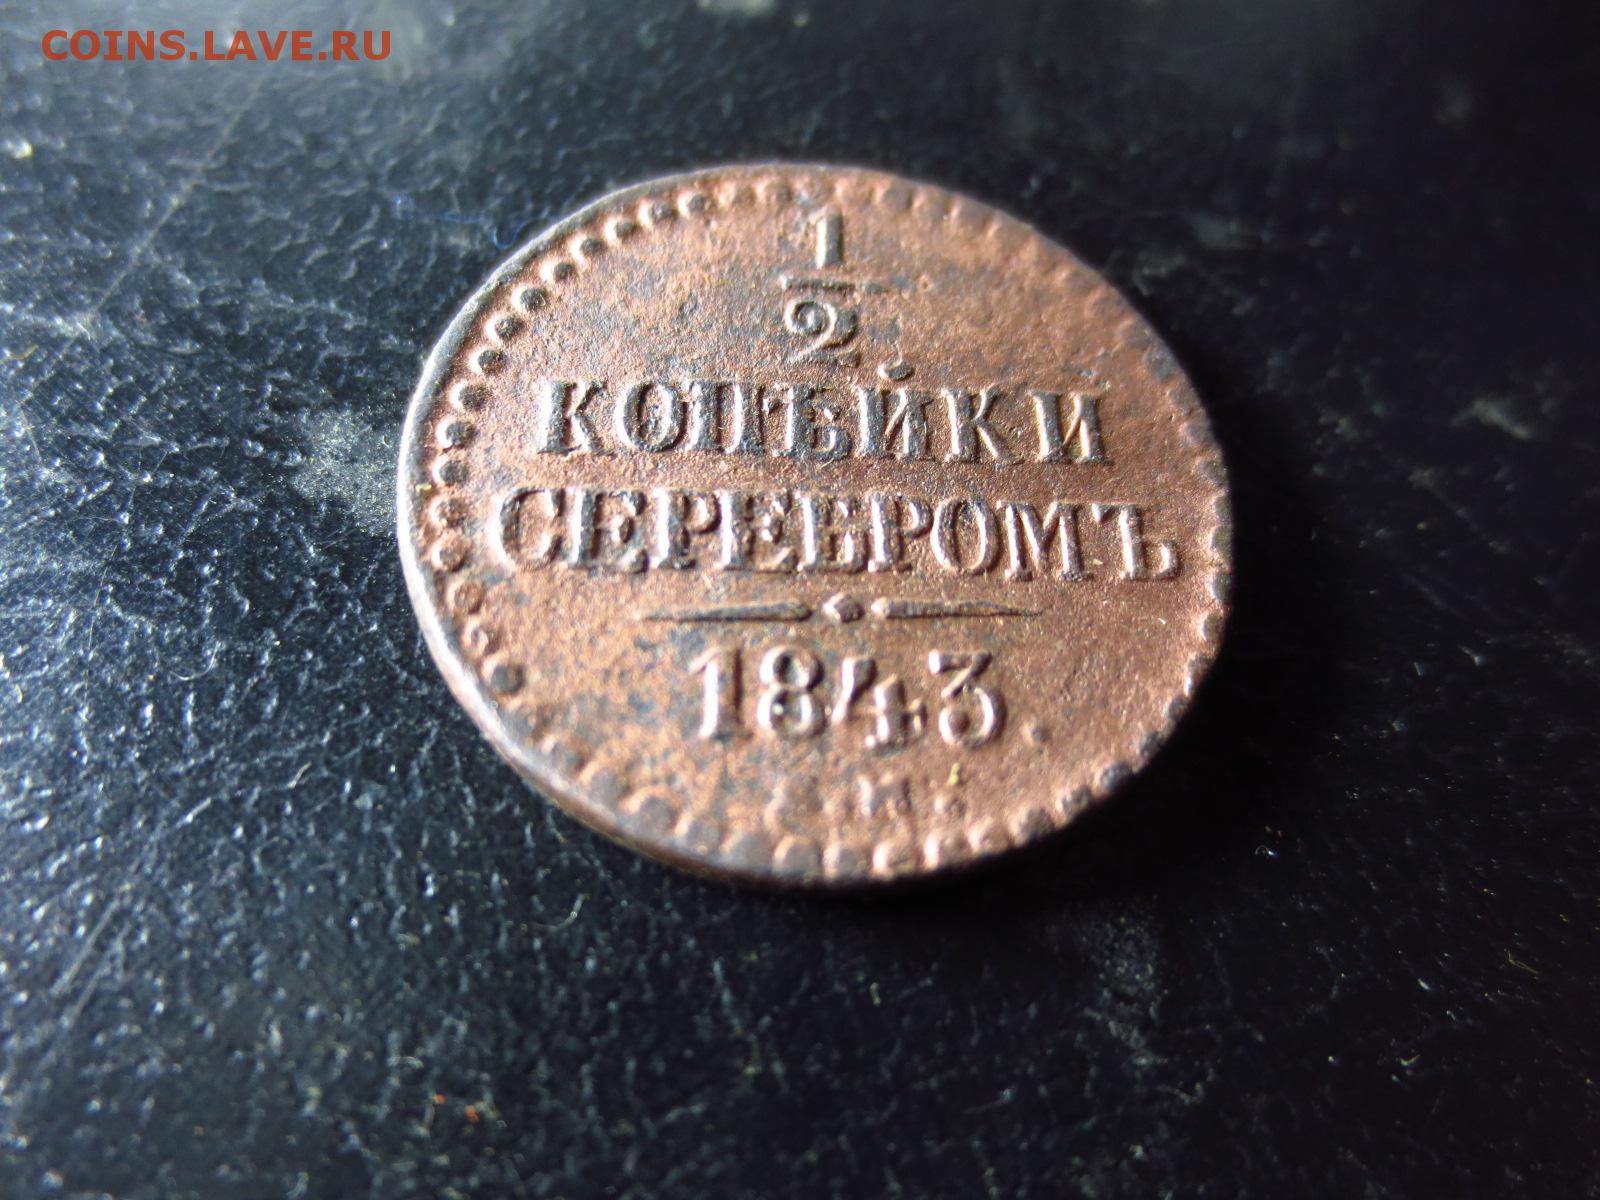 COINS.LAVE.RU
1
2.
КОПѢЙКИ
СЕРЕБРОМЪ
1843.